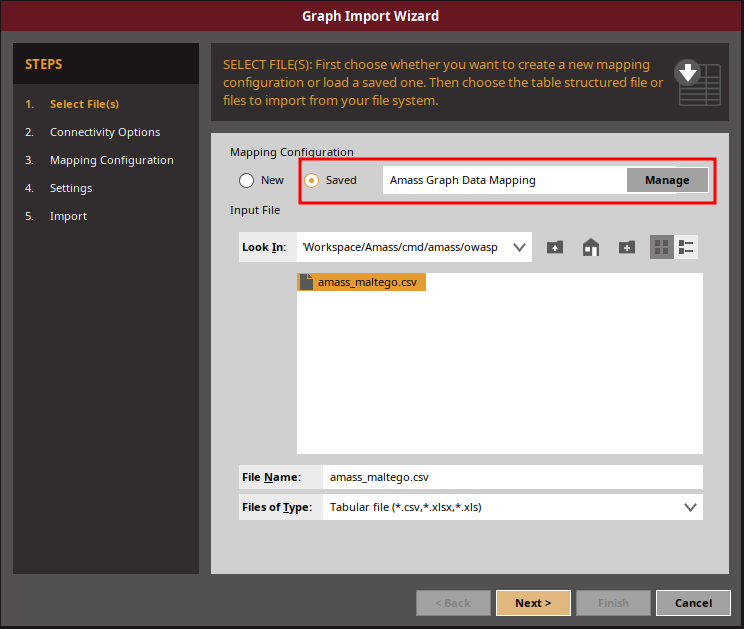 Graph Import Wizard
STEPS
1. Select File(s)
2. Connectivity Options
3. Mapping Configuration
4. Settings
5. Import
SELECT FILE(S): First choose whether you want to create a new mapping
configuration or load a saved one. Then choose the table structured file or
files to import from your file system.
Mapping Configuration
New Saved Amass Graph Data Mapping Manage
Input File
Look In: 'Workspace/Amass/cmd/amass/owasp
amass_maltego.csv
File Name: amass_maltego.csv
Files of Type: Tabular file (*.csv,*.xlsx,*.xls)
< Back Next > Finish Cancel